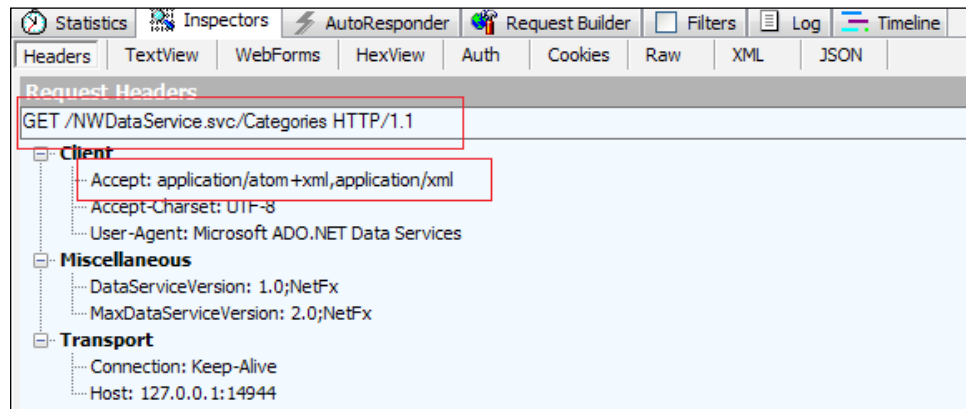 Statistics Inspectors AutoResponder Request Builder Filters Log Timeline
Headers TextView WebForms HexView Auth Cookies Raw XML JSON
Request Headers
GET /NWDataService.svc/Categories HTTP/1.1
Client
Accept: application/atom+xml,application/xml
Accept-Charset: UTF-8
User-Agent: Microsoft ADO.NET Data Services
Miscellaneous
DataServiceVersion: 1.0;NetFx
MaxDataServiceVersion: 2.0;NetFx
Transport
Connection: Keep-Alive
Host: 127.0.0.1:14944